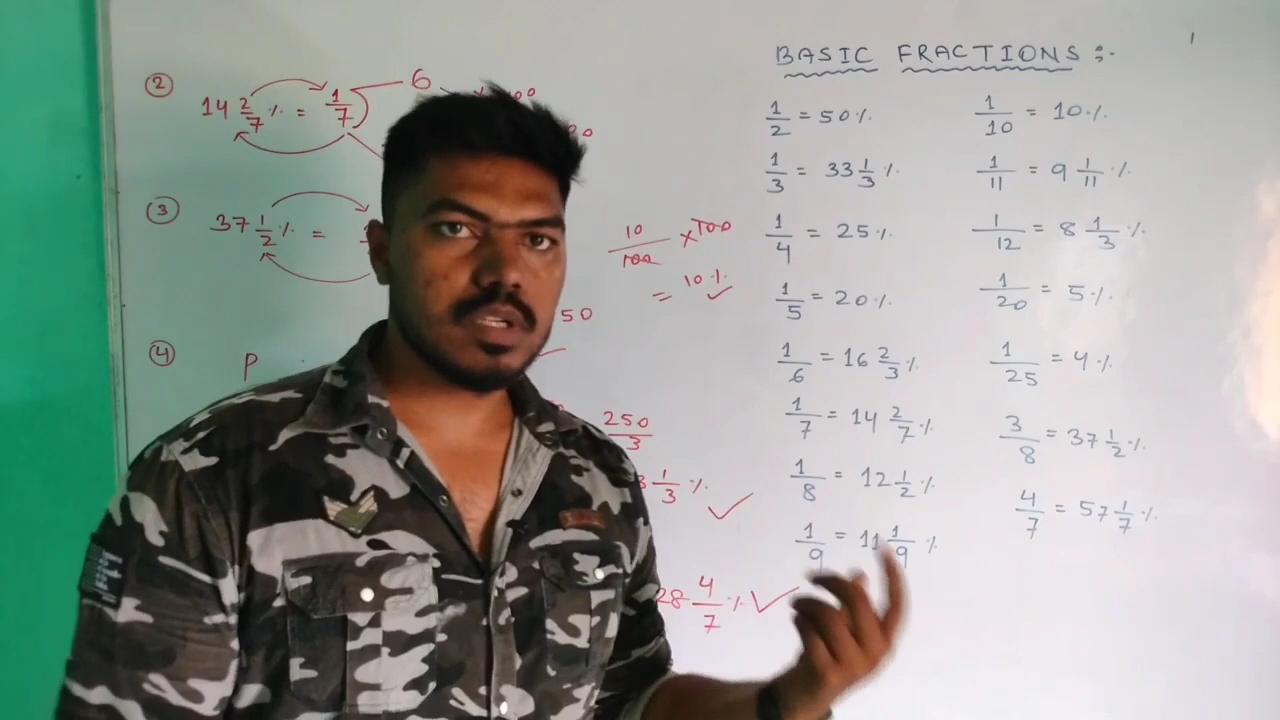 BASIC FRACTIONS :-
1/2 = 50%
1/3 = 33 1/3 %
1/4 = 25%
1/5 = 20%
1/6 = 16 2/3 %
1/7 = 14 2/7 %
1/8 = 12 1/2 %
1/9 = 11 1/9 %
1/10 = 10%
1/11 = 9 1/11 %
1/12 = 8 1/3 %
1/20 = 5%
1/25 = 4%
3/8 = 37 1/2 %
4/7 = 57 1/7 %
② 14 2/7 % = 1/7 6
③ 37 1/2 % =
10/100 × 100
= 10%
50
④ P
250/3
1/3 %
28 4/7 %